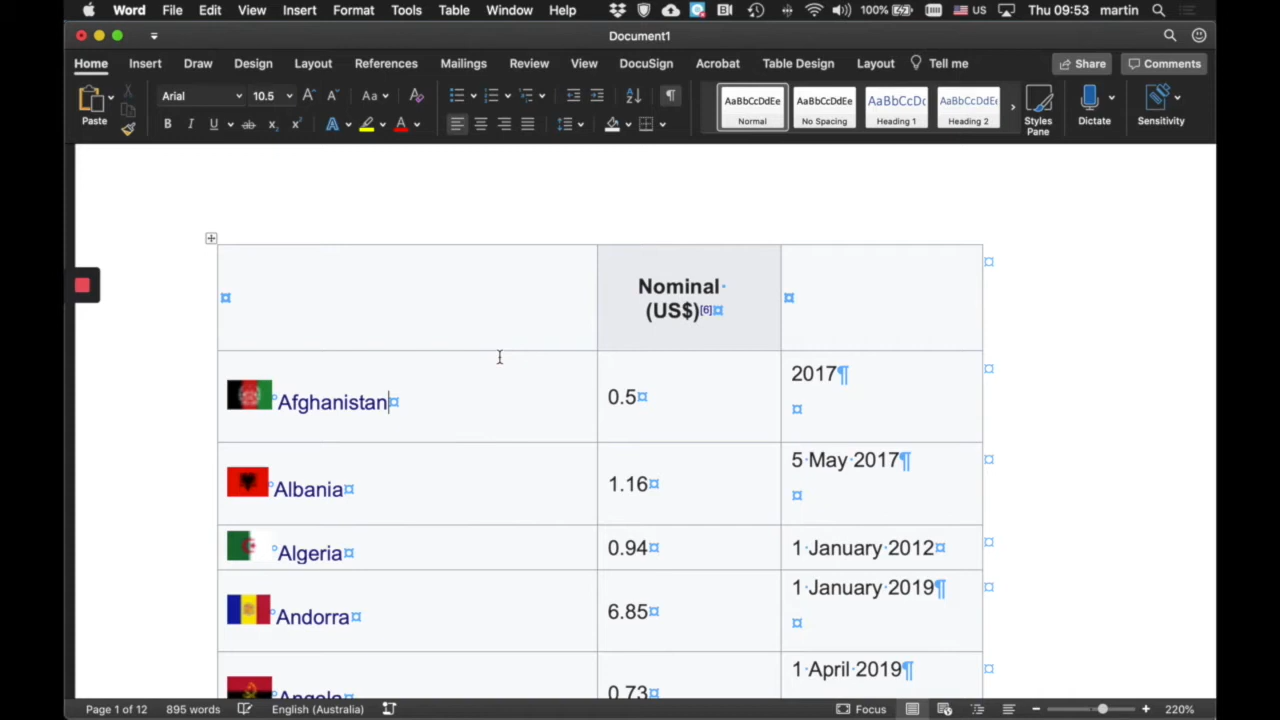 Word File Edit View Insert Format Tools Table Window Help 100% US Thu 09:53 martin
Document1
Home Insert Draw Design Layout References Mailings Review View DocuSign Acrobat Table Design Layout Tell me Share Comments
Paste Arial 10.5 Aa
AaBbCcDdEe AaBbCcDdEe AaBbCcDc AaBbCcDdEe
Normal No Spacing Heading 1 Heading 2
Styles Pane Dictate Sensitivity
Nominal
(US$)[6]
Afghanistan 0.5 2017¶
Albania 1.16 5 May 2017¶
Algeria 0.94 1 January 2012
Andorra 6.85 1 January 2019¶
Angola 0.73 1 April 2019¶
Page 1 of 12 895 words English (Australia) Focus 220%